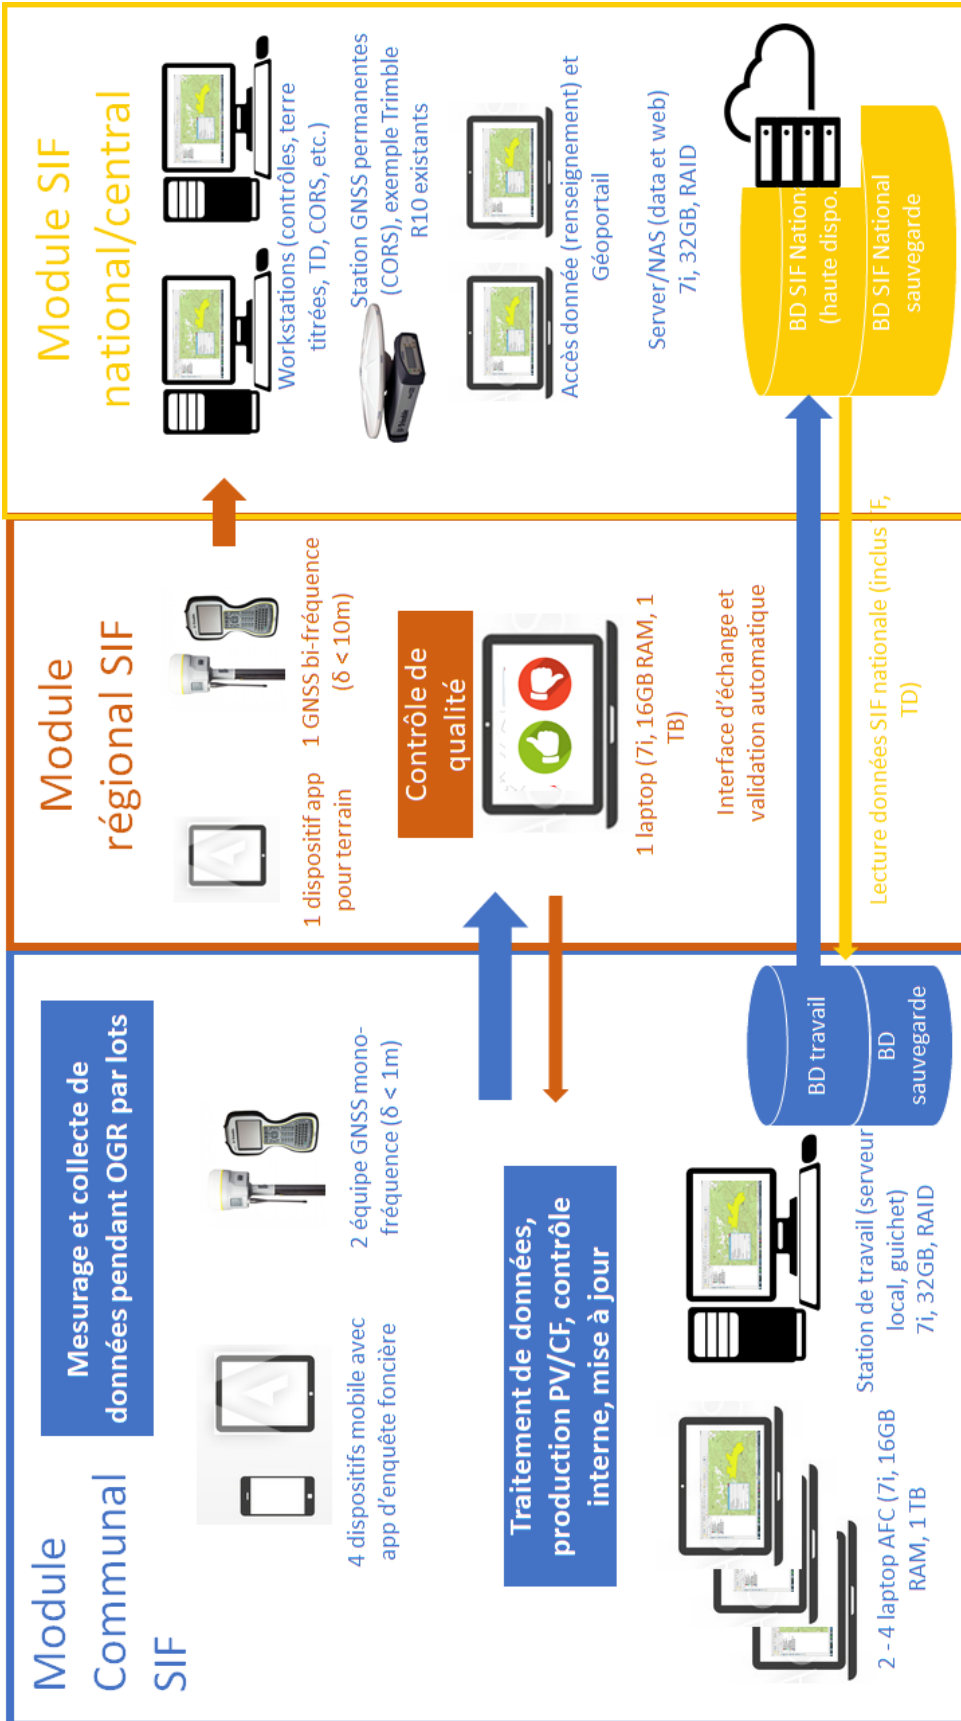 Module
Communal
SIF
Mesurage et collecte de
données pendant OGR par lots
4 dispositifs mobile avec
app d'enquête foncière
2 équipe GNSS mono-
fréquence (δ < 1m)
Traitement de données,
production PV/CF, contrôle
interne, mise à jour
2 - 4 laptop AFC (7i, 16GB
RAM, 1 TB
Station de travail (serveur
local, guichet)
7i, 32GB, RAID
BD travail
BD
sauvegarde
Module
régional SIF
1 dispositif app
pour terrain
1 GNSS bi-fréquence
(δ < 10m)
Contrôle de
qualité
1 laptop (7i, 16GB RAM, 1
TB)
Interface d'échange et
validation automatique
Lecture données SIF nationale (inclus TF,
TD)
Module SIF
national/central
Workstations (contrôles, terre
titrées, TD, CORS, etc.)
Station GNSS permanentes
(CORS), exemple Trimble
R10 existants
Accès donnée (renseignement) et
Géoportail
Server/NAS (data et web)
7i, 32GB, RAID
BD SIF National
(haute dispo.
BD SIF National
sauvegarde